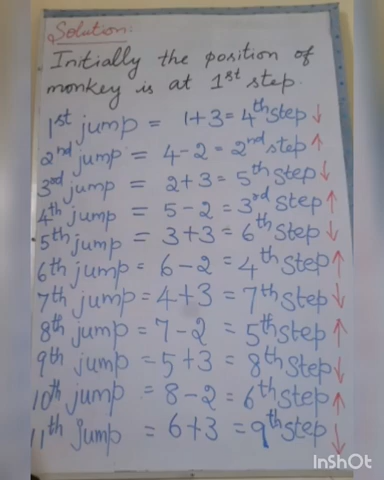 Solution:
Initially the position of
monkey is at 1st step.
1st jump = 1+3 = 4th step ↓
2nd jump = 4-2 = 2nd step ↑
3rd jump = 2+3 = 5th step ↓
4th jump = 5-2 = 3rd step ↑
5th jump = 3+3 = 6th step ↓
6th jump = 6-2 = 4th step ↑
7th jump = 4+3 = 7th step ↓
8th jump = 7-2 = 5th step ↑
9th jump = 5+3 = 8th step ↓
10th jump = 8-2 = 6th step ↑
11th jump = 6+3 = 9th step ↓
InShOt